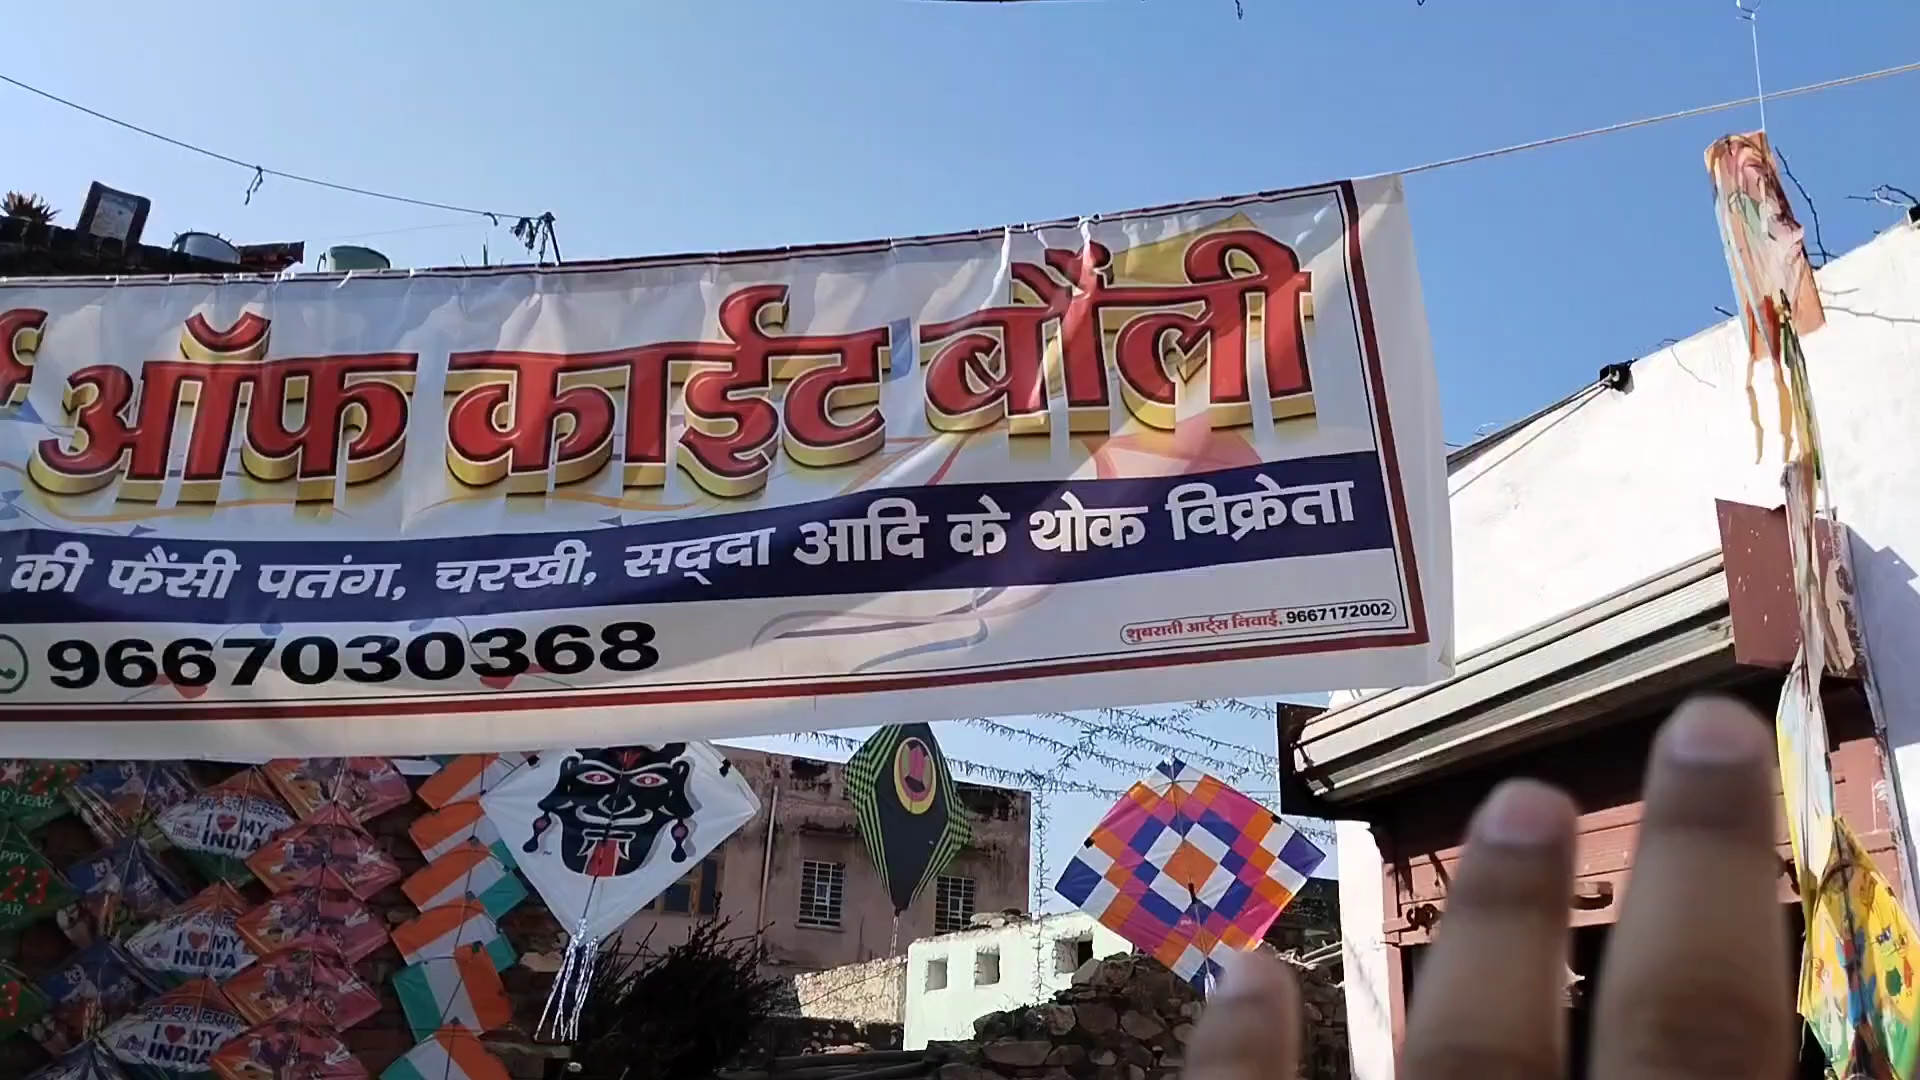 ऑफ काईट बौंली
की फैंसी पतंग, चरखी, सद्दा आदि के थोक विक्रेता
9667030368
शुबराती आर्ट्स निवाई. 9667172002
I MY
INDIA
I MY
INDIA
I MY
INDIA